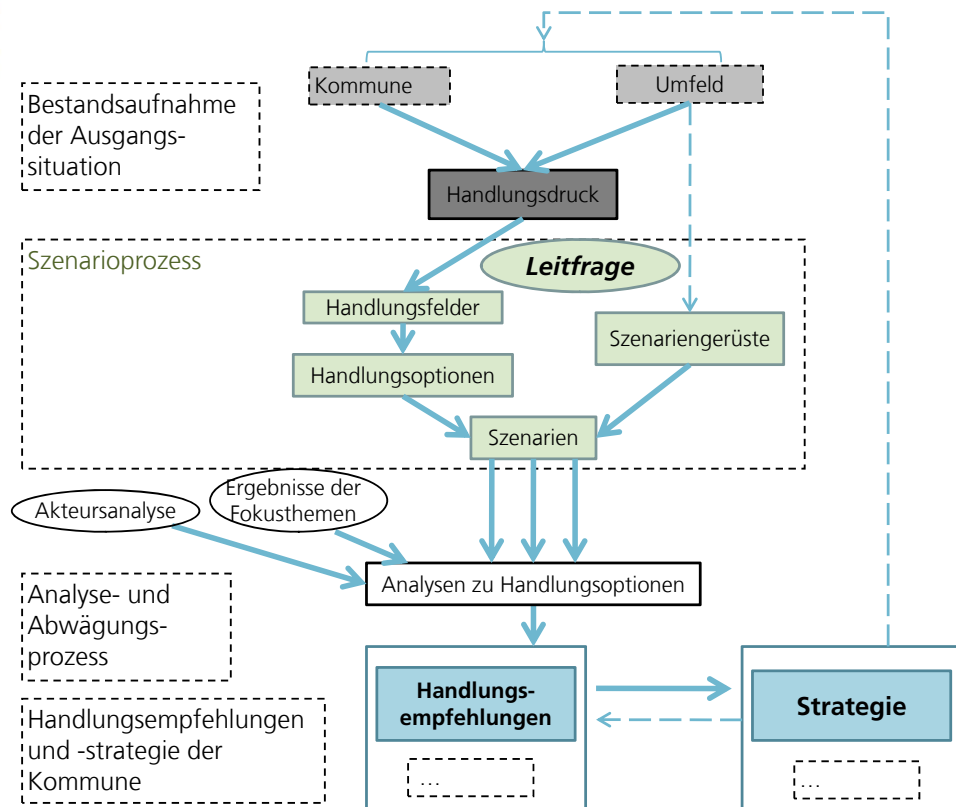 Kommune
Umfeld
Bestandsaufnahme
der Ausgangs-
situation
Handlungsdruck
Szenarioprozess
Leitfrage
Handlungsfelder
Szenariengerüste
Handlungsoptionen
Szenarien
Akteursanalyse
Ergebnisse der
Fokusthemen
Analysen zu Handlungsoptionen
Analyse- und
Abwägungs-
prozess
Handlungs-
empfehlungen
Strategie
Handlungsempfehlungen
und -strategie der
Kommune
...
...